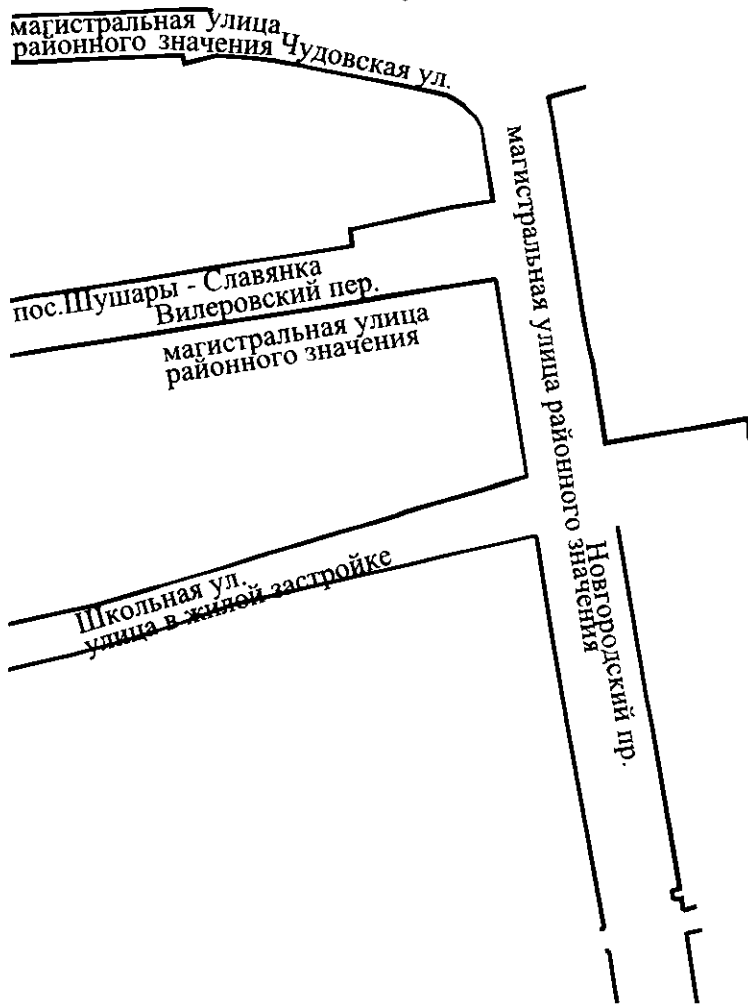 магистральная улица
районного значения Чудовская ул.
магистральная улица районного значения
пос.Шушары - Славянка
Вилеровский пер.
магистральная улица
районного значения
Новгородский пр.
Школьная ул.
улица в жилой застройке